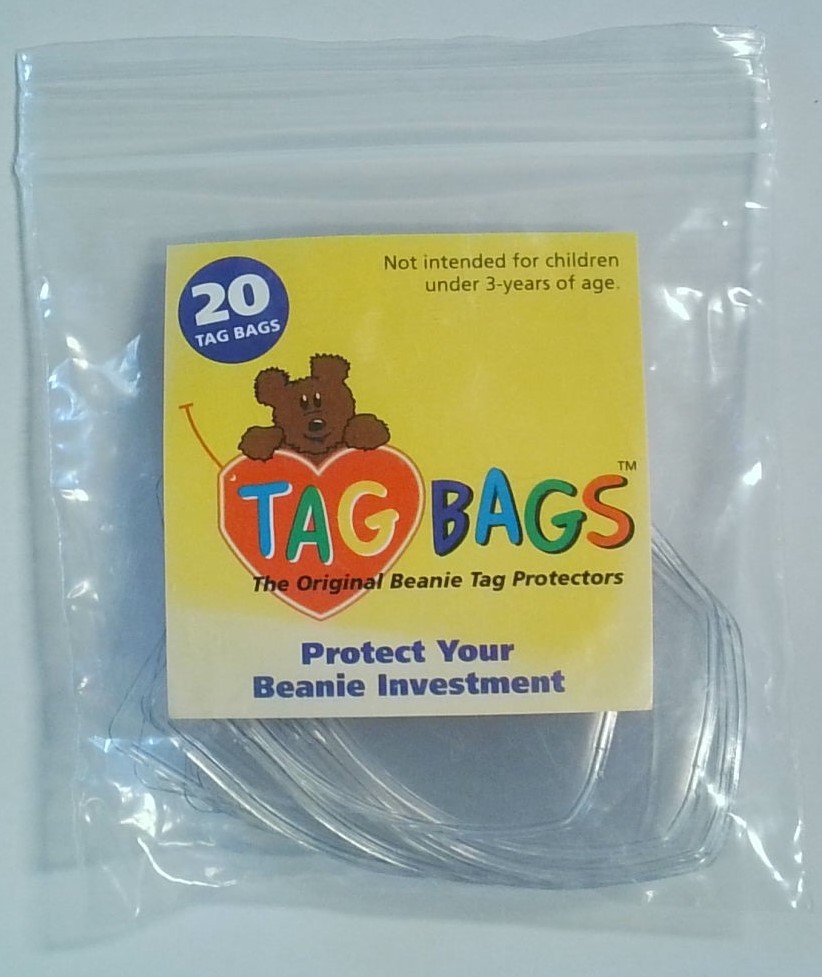 20
TAG BAGS
Not intended for children
under 3-years of age.
TAG BAGS™
The Original Beanie Tag Protectors
Protect Your
Beanie Investment